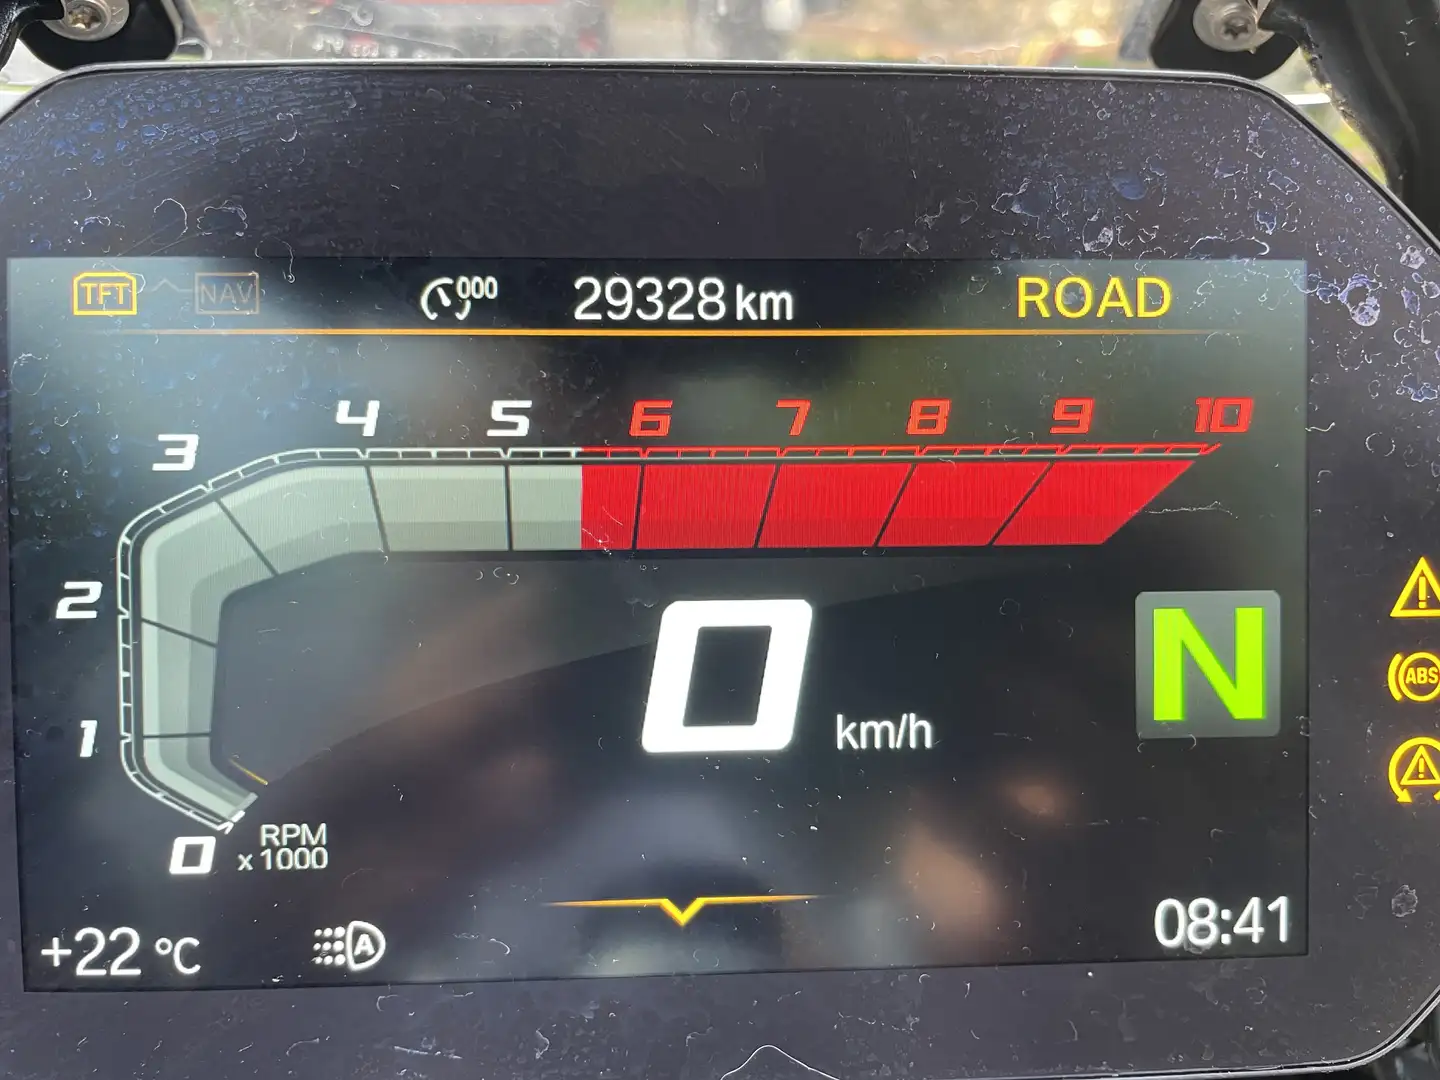 TFT NAV 000 29328 km ROAD
3 4 5 6 7 8 9 10
2
1
0 RPM
x 1000
0 km/h
N
ABS
+22 °C A 08:41